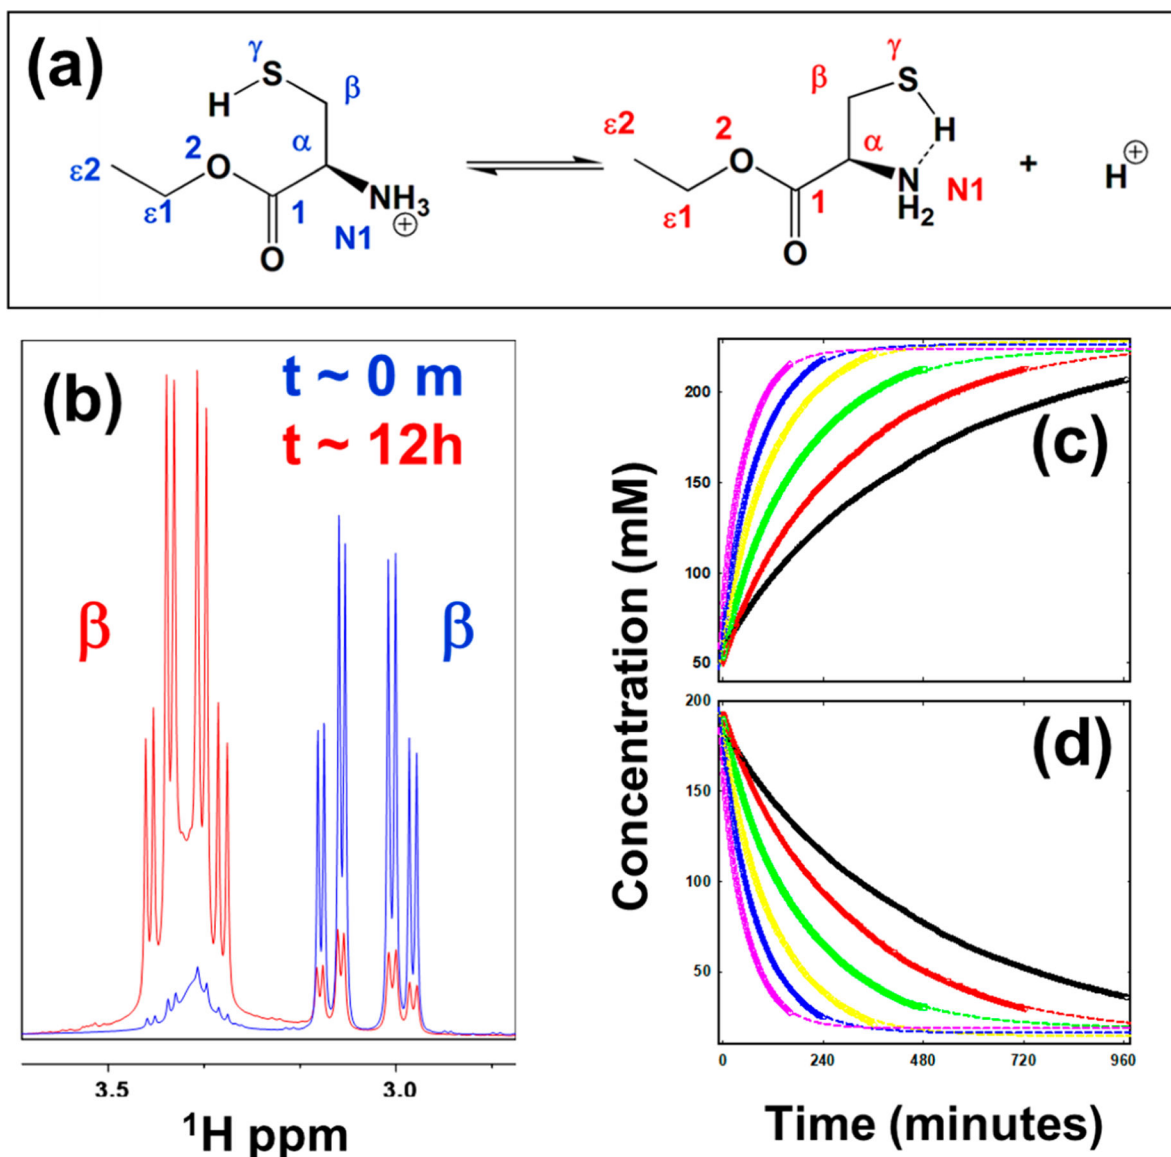 (a)
γ
S
H
β
α
2
O
ε2
ε1
1
NH3
⊕
N1
O
γ
S
β
H
α
ε2
2
O
N
H2
N1
ε1
1
O
+
H⊕
(b)
t ~ 0 m
t ~ 12h
β
β
3.5
3.0
1H ppm
Concentration (mM)
(c)
200
150
100
50
(d)
200
150
100
50
0
240
480
720
960
Time (minutes)